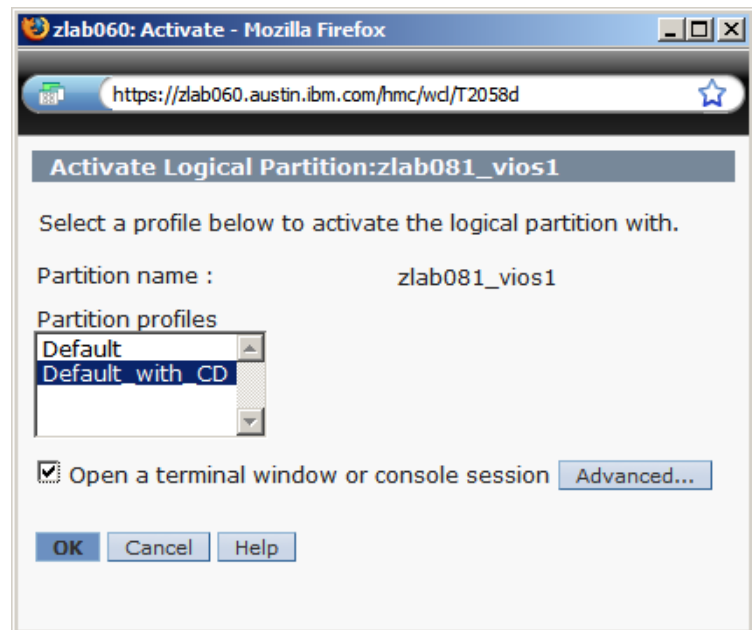 zlab060: Activate - Mozilla Firefox
https://zlab060.austin.ibm.com/hmc/wcl/T2058d
Activate Logical Partition:zlab081_vios1
Select a profile below to activate the logical partition with.
Partition name : zlab081_vios1
Partition profiles
Default
Default_with_CD
Open a terminal window or console session Advanced...
OK Cancel Help